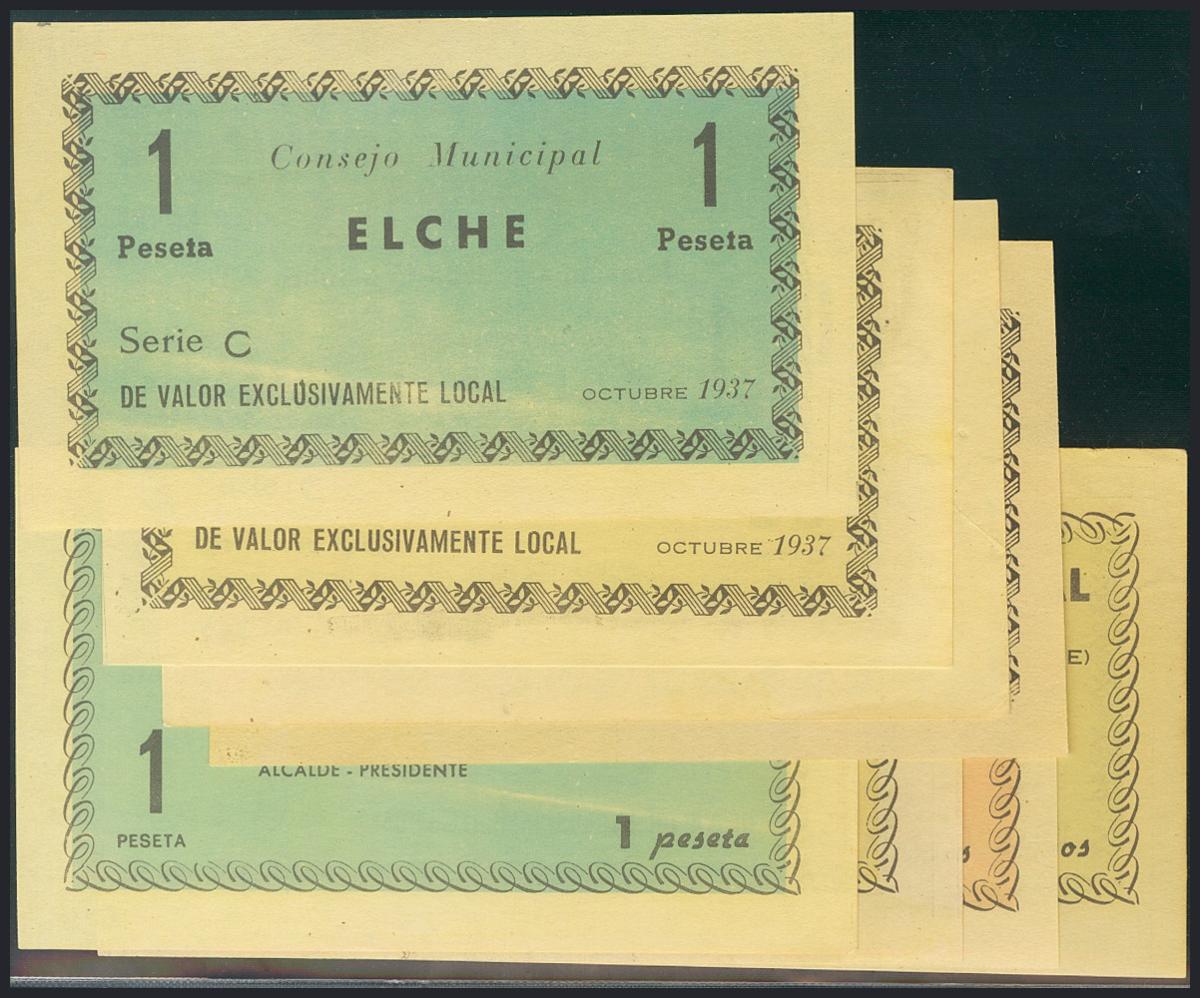 1 Consejo Municipal 1
Peseta ELCHE Peseta
Serie C
DE VALOR EXCLUSIVAMENTE LOCAL OCTUBRE 1937
DE VALOR EXCLUSIVAMENTE LOCAL OCTUBRE 1937
L
E)
ALCALDE - PRESIDENTE
1
PESETA 1 peseta
s
os